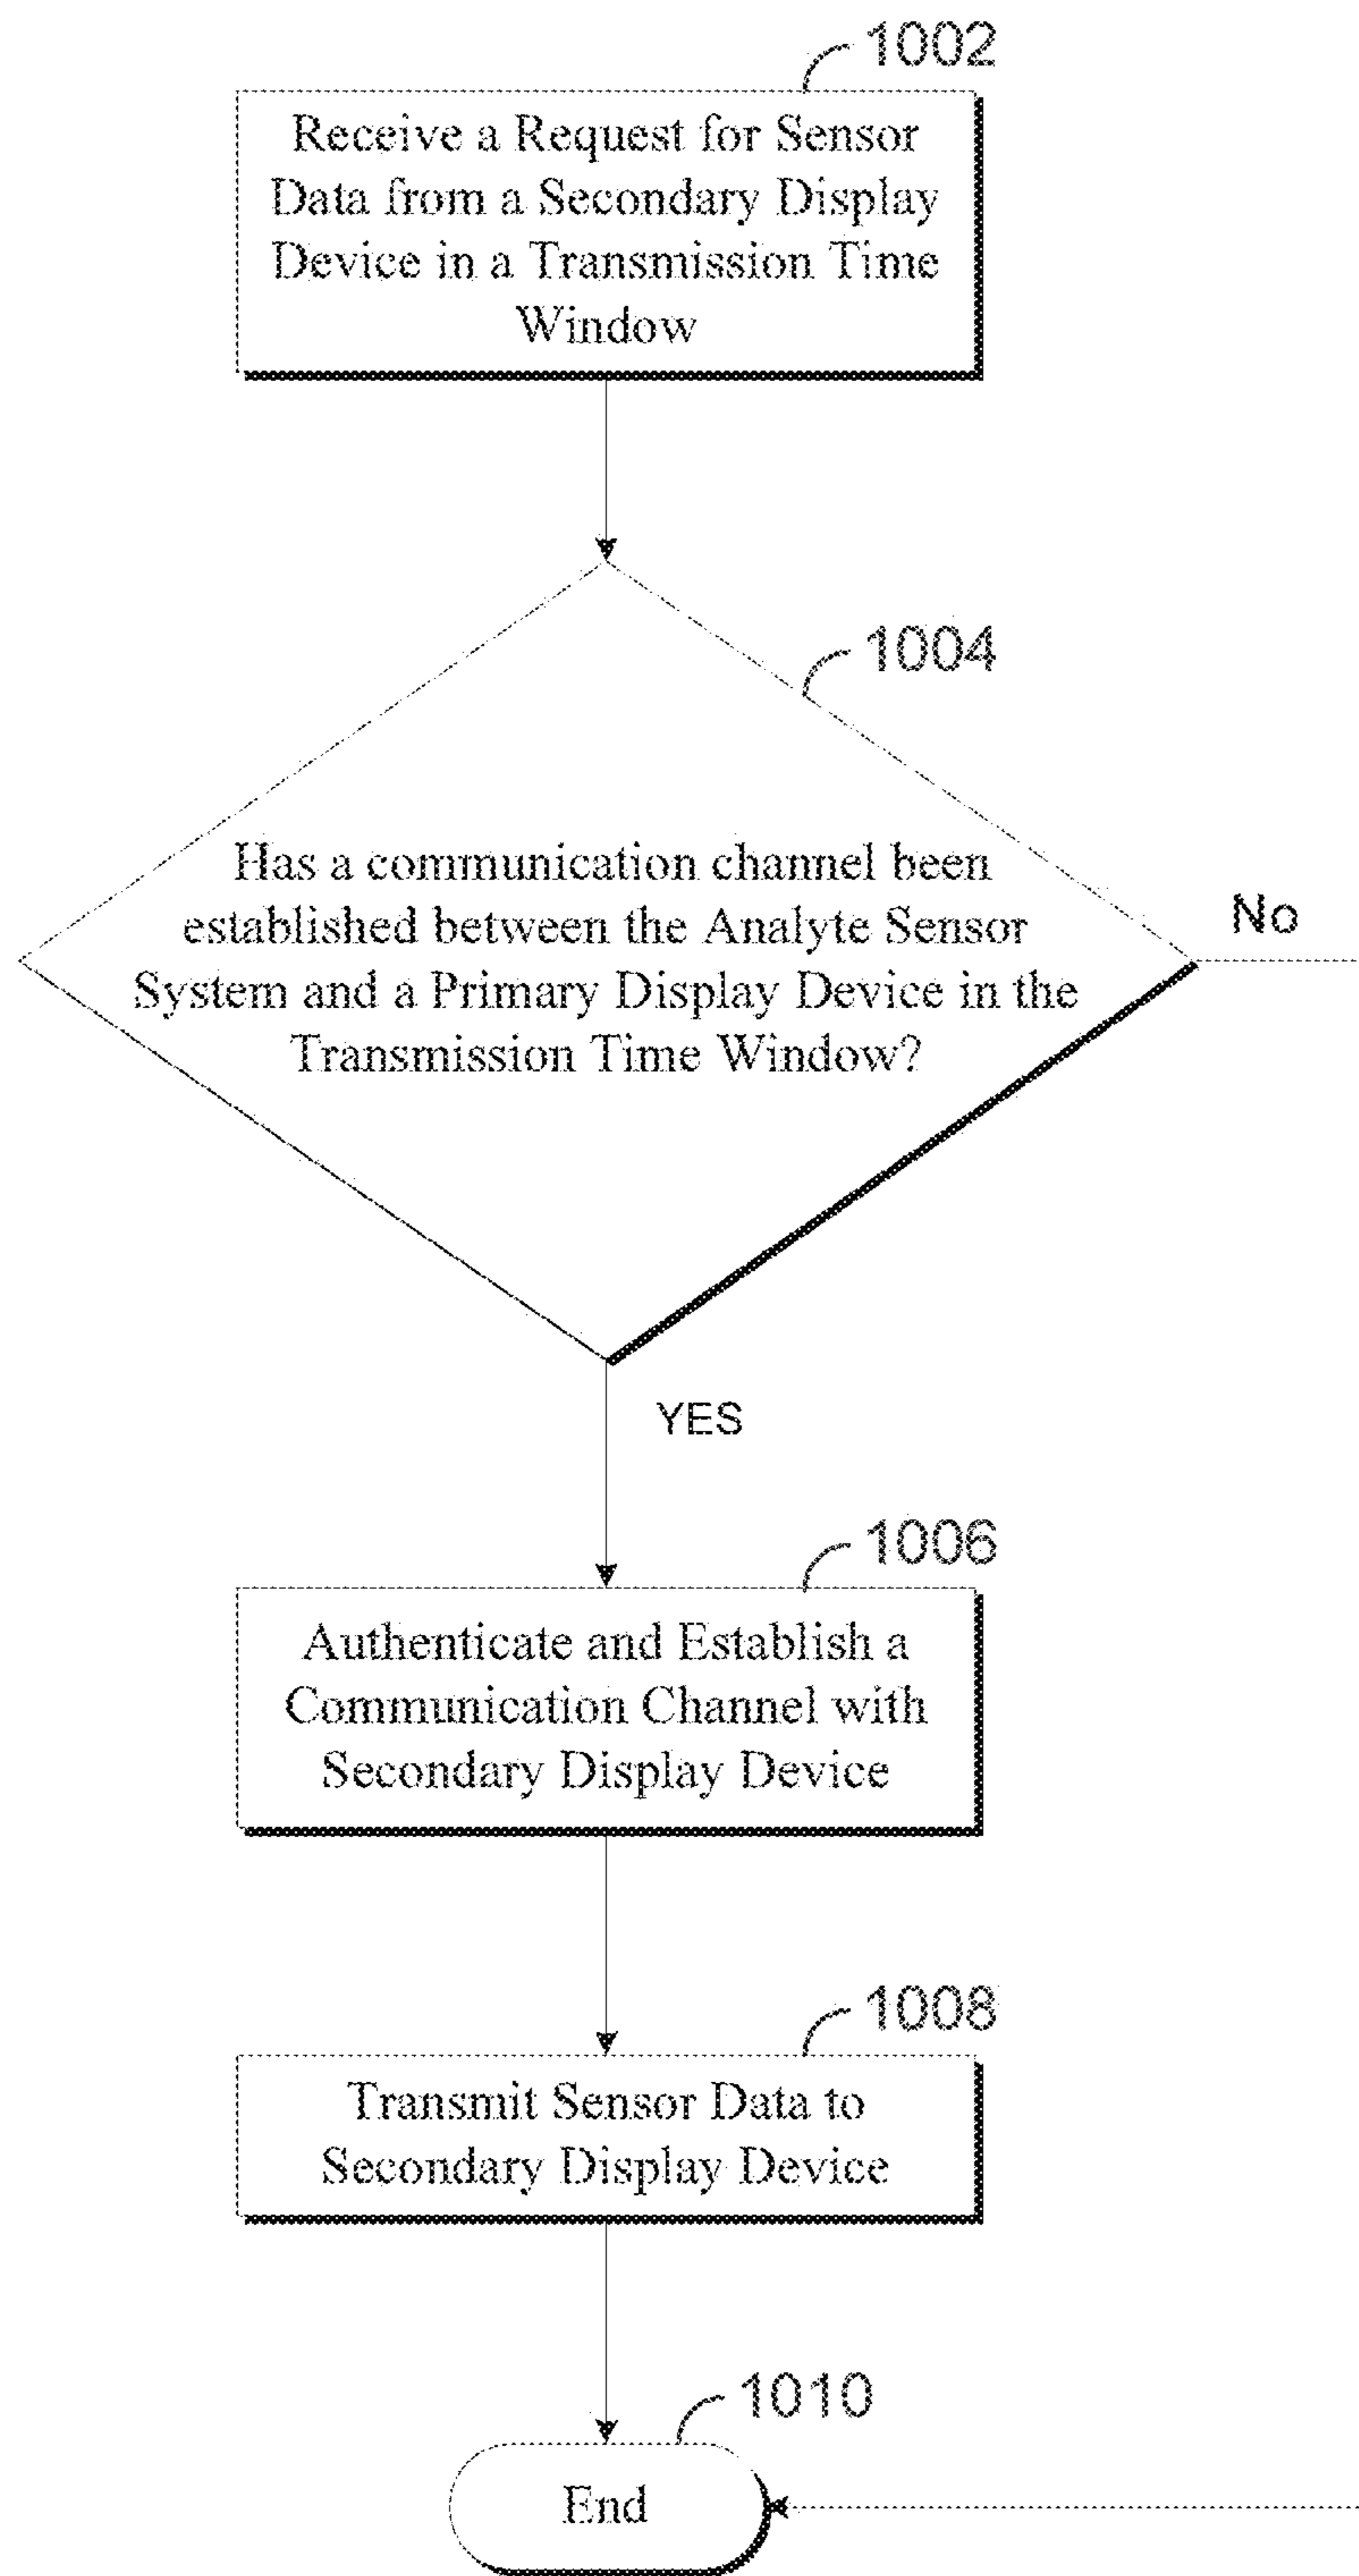 1002
Receive a Request for Sensor
Data from a Secondary Display
Device in a Transmission Time
Window
1004
Has a communication channel been
established between the Analyte Sensor
System and a Primary Display Device in the
Transmission Time Window?
No
YES
1006
Authenticate and Establish a
Communication Channel with
Secondary Display Device
1008
Transmit Sensor Data to
Secondary Display Device
1010
End